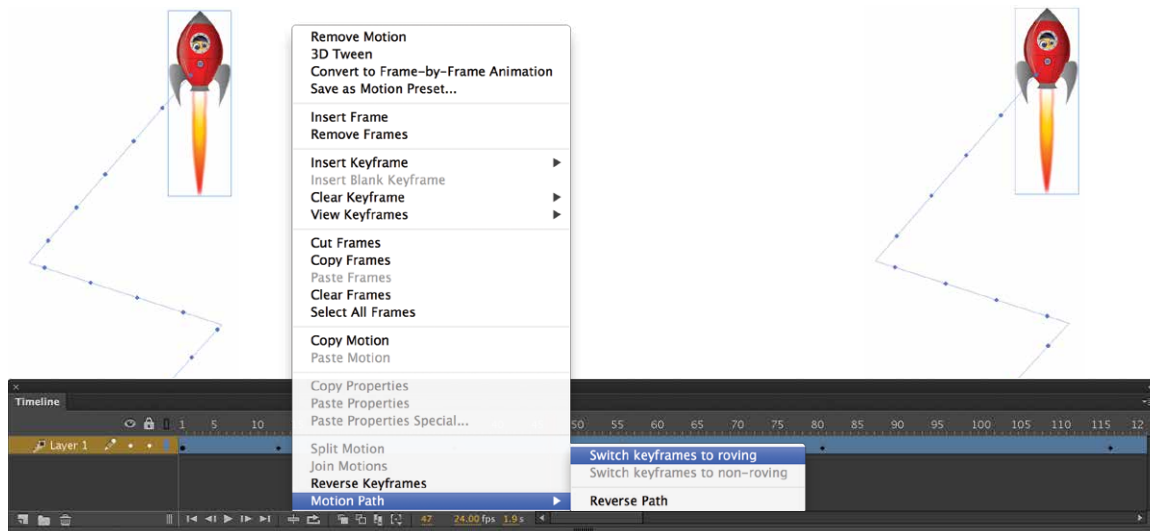 Remove Motion
3D Tween
Convert to Frame-by-Frame Animation
Save as Motion Preset...
Insert Frame
Remove Frames
Insert Keyframe
Insert Blank Keyframe
Clear Keyframe
View Keyframes
Cut Frames
Copy Frames
Paste Frames
Clear Frames
Select All Frames
Copy Motion
Paste Motion
Copy Properties
Paste Properties
Paste Properties Special...
Split Motion
Join Motions
Reverse Keyframes
Motion Path
Switch keyframes to roving
Switch keyframes to non-roving
Reverse Path
Timeline
1 5 10 50 55 60 65 70 75 80 85 90 95 100 105 110 115 12
Layer 1
47 24.00 fps 1.9 s